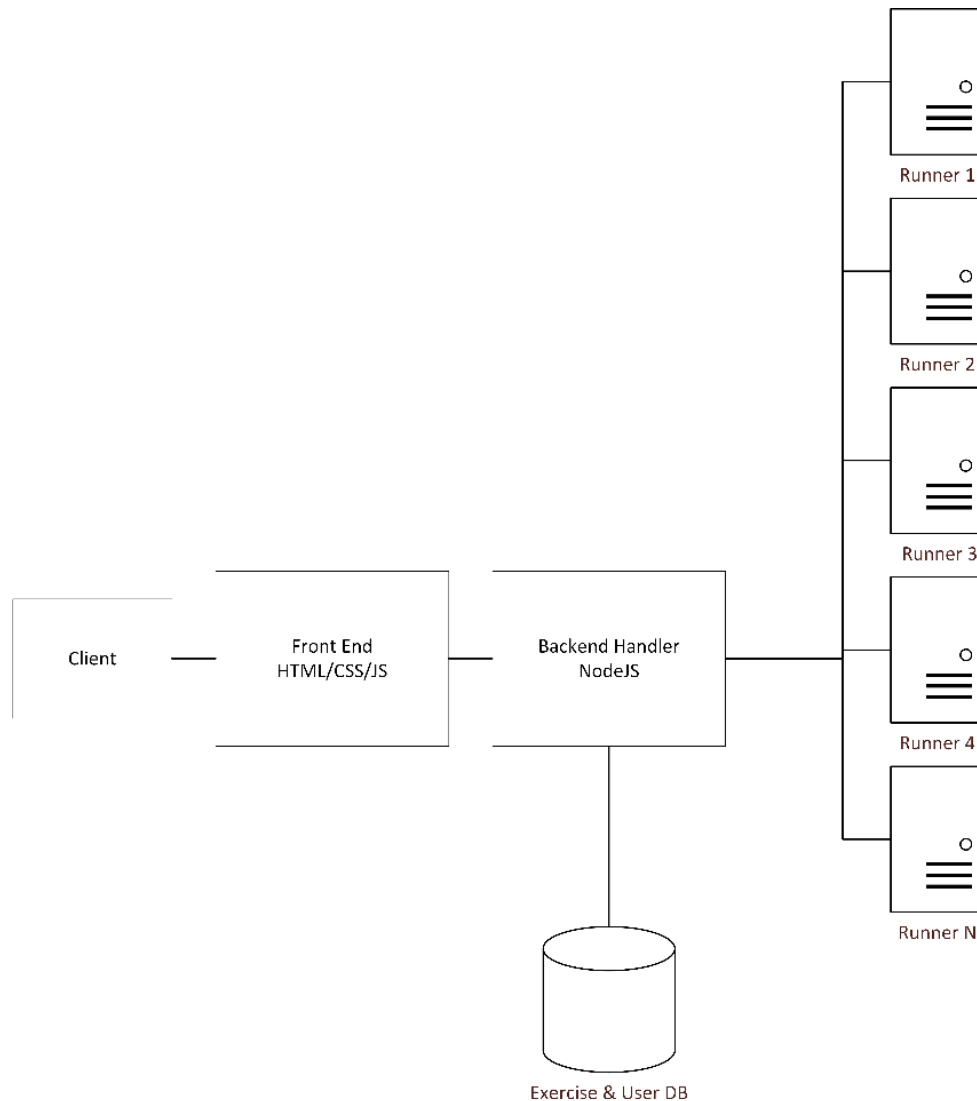 Runner 1
Runner 2
Runner 3
Client
Front End
HTML/CSS/JS
Backend Handler
NodeJS
Runner 4
Runner N
Exercise & User DB